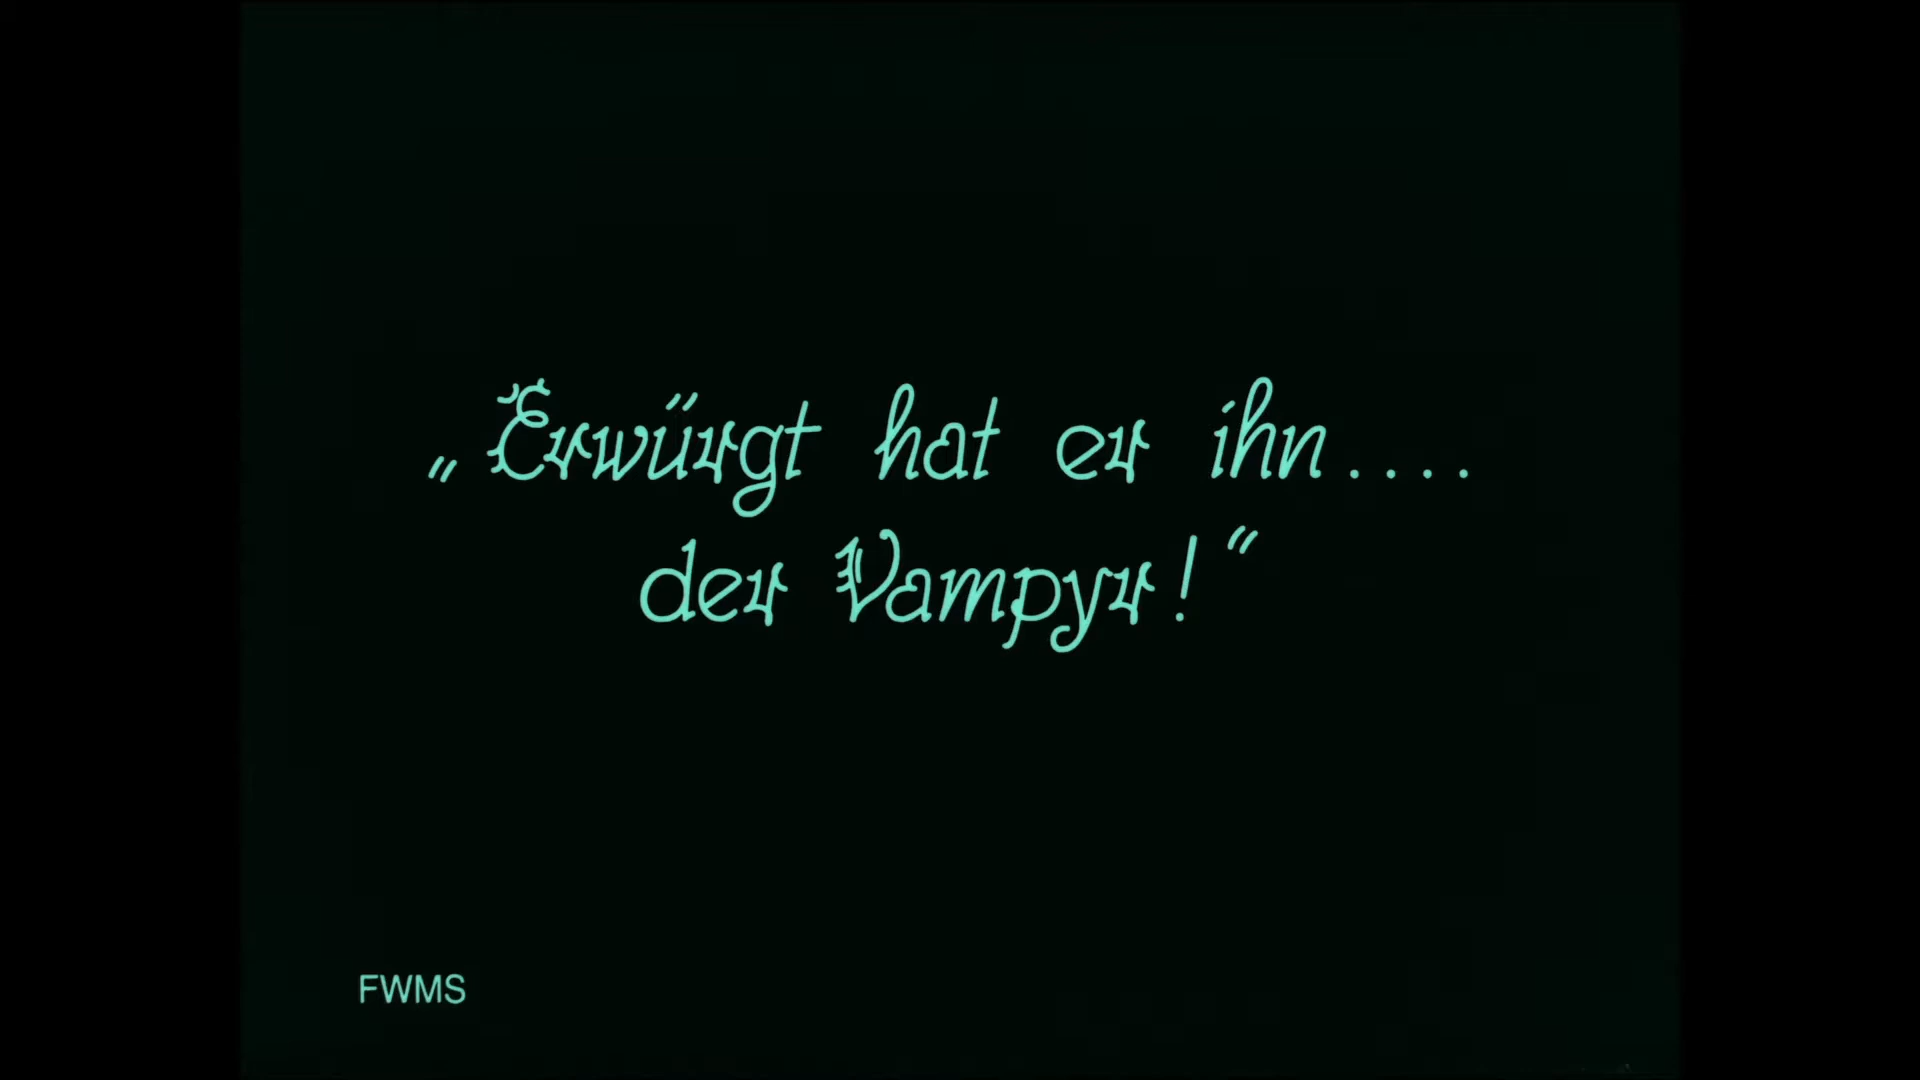 „Erwürgt hat er ihn....
der Vampyr!“
FWMS